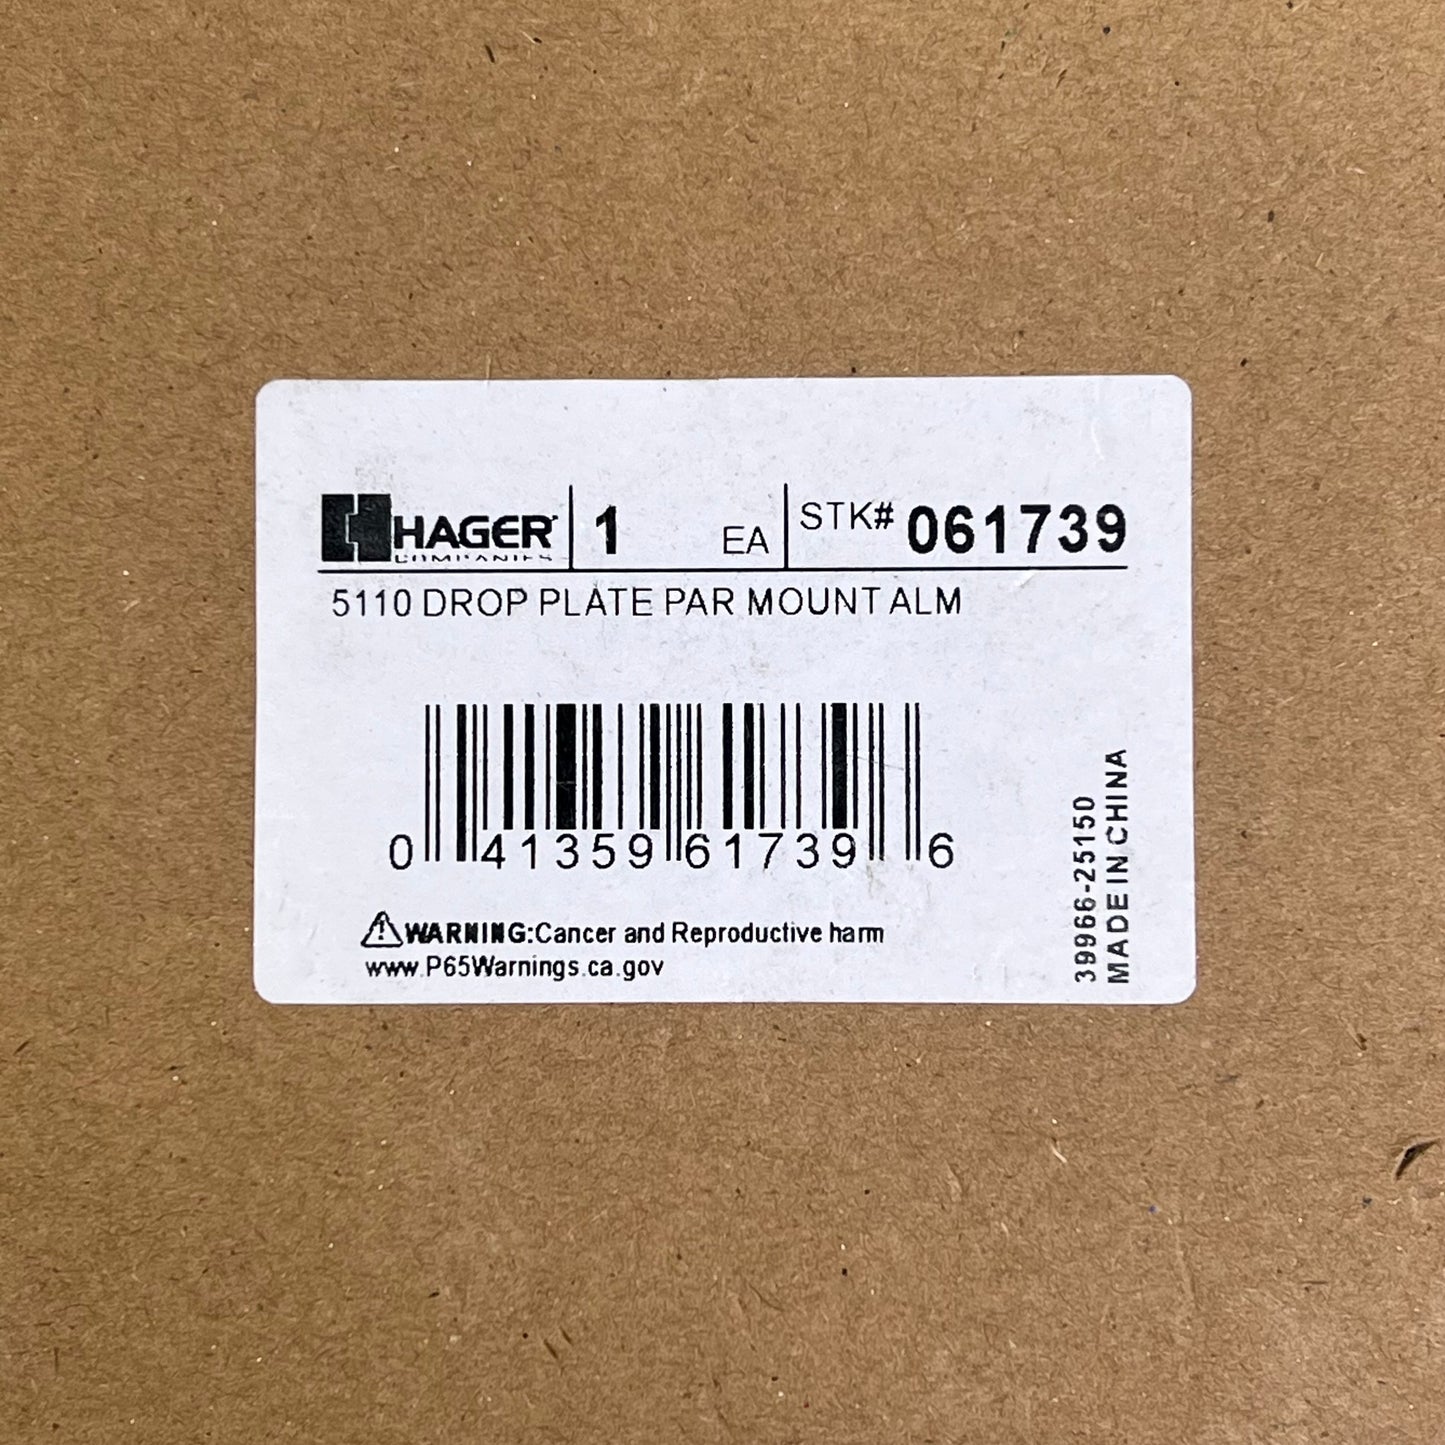 HAGER
COMPANIES
1 EA
STK# 061739
5110 DROP PLATE PAR MOUNT ALM
0 41359 61739 6
WARNING:Cancer and Reproductive harm
www.P65Warnings.ca.gov
39966-25150
MADE IN CHINA